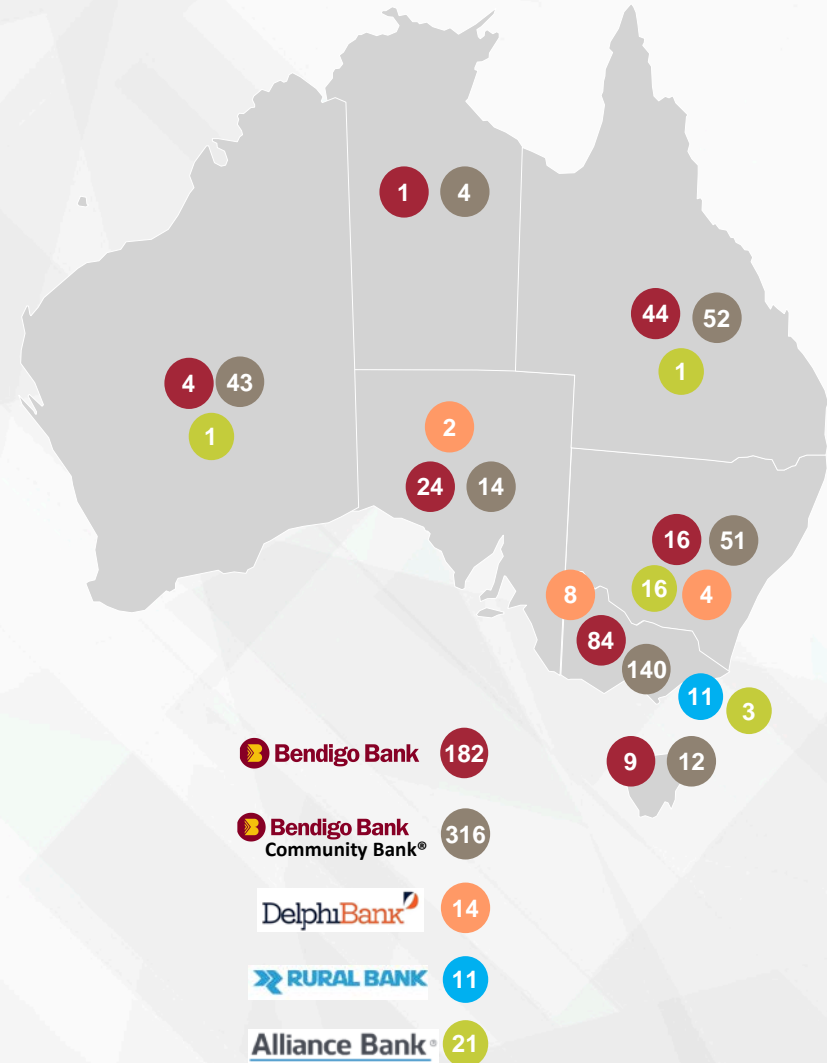 1 4
44 52
1
4 43
1
2
24 14
16 51
16 4
8
84
140
11
3
9 12
Bendigo Bank 182
Bendigo Bank
Community Bank®
316
DelphiBank 14
RURAL BANK 11
Alliance Bank® 21